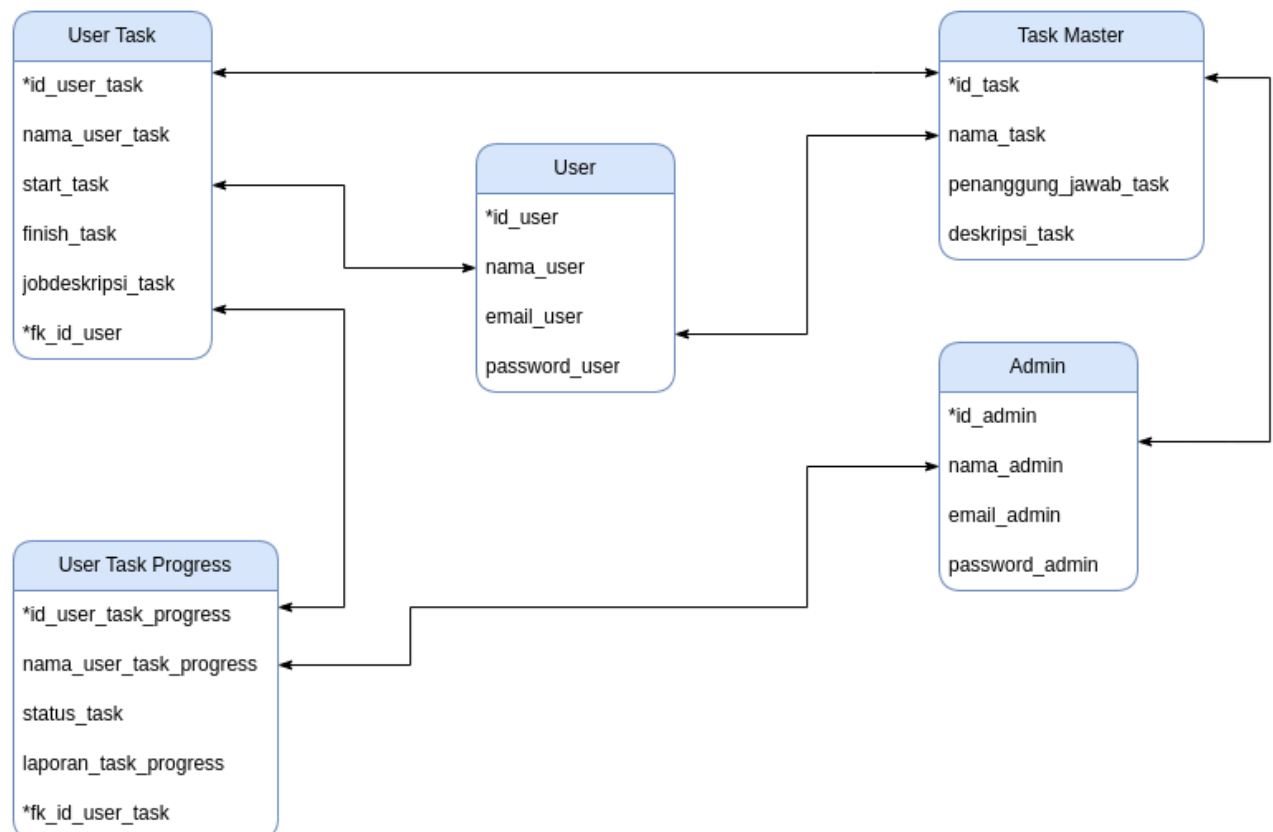 User Task
*id_user_task
nama_user_task
start_task
finish_task
jobdeskripsi_task
*fk_id_user
User
*id_user
nama_user
email_user
password_user
Task Master
*id_task
nama_task
penanggung_jawab_task
deskripsi_task
Admin
*id_admin
nama_admin
email_admin
password_admin
User Task Progress
*id_user_task_progress
nama_user_task_progress
status_task
laporan_task_progress
*fk_id_user_task